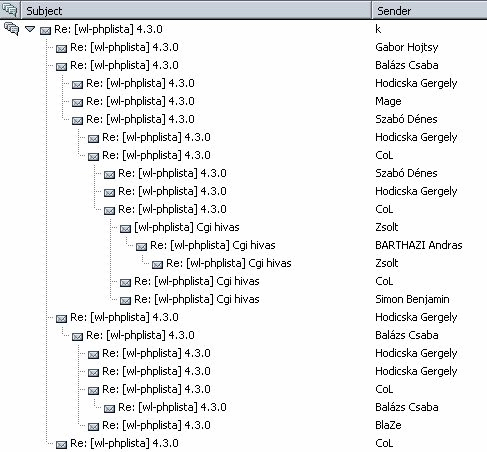 Subject Sender
Re: [wl-phplista] 4.3.0 k
Re: [wl-phplista] 4.3.0 Gabor Hojtsy
Re: [wl-phplista] 4.3.0 Balázs Csaba
Re: [wl-phplista] 4.3.0 Hodicska Gergely
Re: [wl-phplista] 4.3.0 Mage
Re: [wl-phplista] 4.3.0 Szabó Dénes
Re: [wl-phplista] 4.3.0 Hodicska Gergely
Re: [wl-phplista] 4.3.0 CoL
Re: [wl-phplista] 4.3.0 Szabó Dénes
Re: [wl-phplista] 4.3.0 Hodicska Gergely
Re: [wl-phplista] 4.3.0 CoL
[wl-phplista] Cgi hivas Zsolt
Re: [wl-phplista] Cgi hivas BARTHAZI Andras
Re: [wl-phplista] Cgi hivas Zsolt
Re: [wl-phplista] Cgi hivas CoL
Re: [wl-phplista] Cgi hivas Simon Benjamin
Re: [wl-phplista] 4.3.0 Hodicska Gergely
Re: [wl-phplista] 4.3.0 Balázs Csaba
Re: [wl-phplista] 4.3.0 Hodicska Gergely
Re: [wl-phplista] 4.3.0 Hodicska Gergely
Re: [wl-phplista] 4.3.0 CoL
Re: [wl-phplista] 4.3.0 Balázs Csaba
Re: [wl-phplista] 4.3.0 BlaZe
Re: [wl-phplista] 4.3.0 CoL